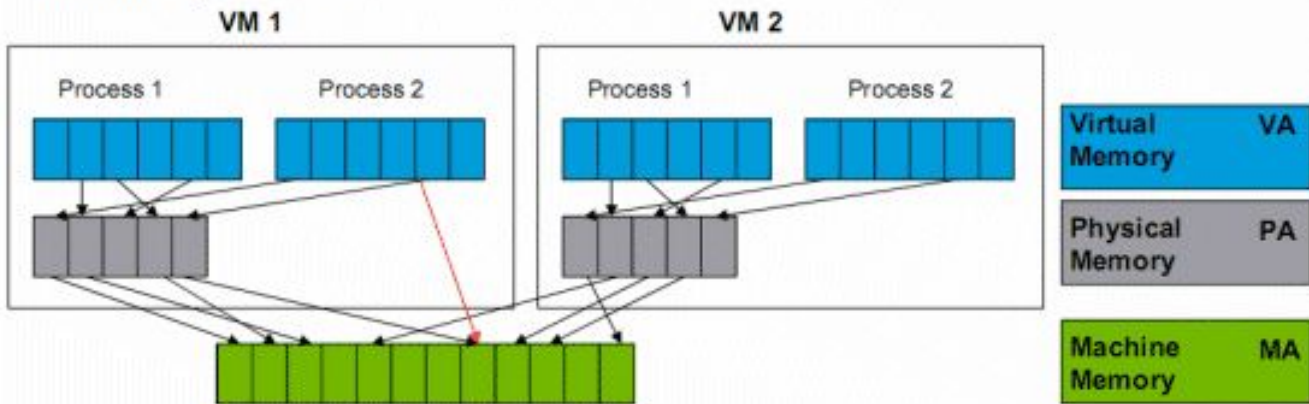 VM 1
VM 2
Process 1
Process 2
Process 1
Process 2
Virtual VA
Memory
Physical PA
Memory
Machine MA
Memory